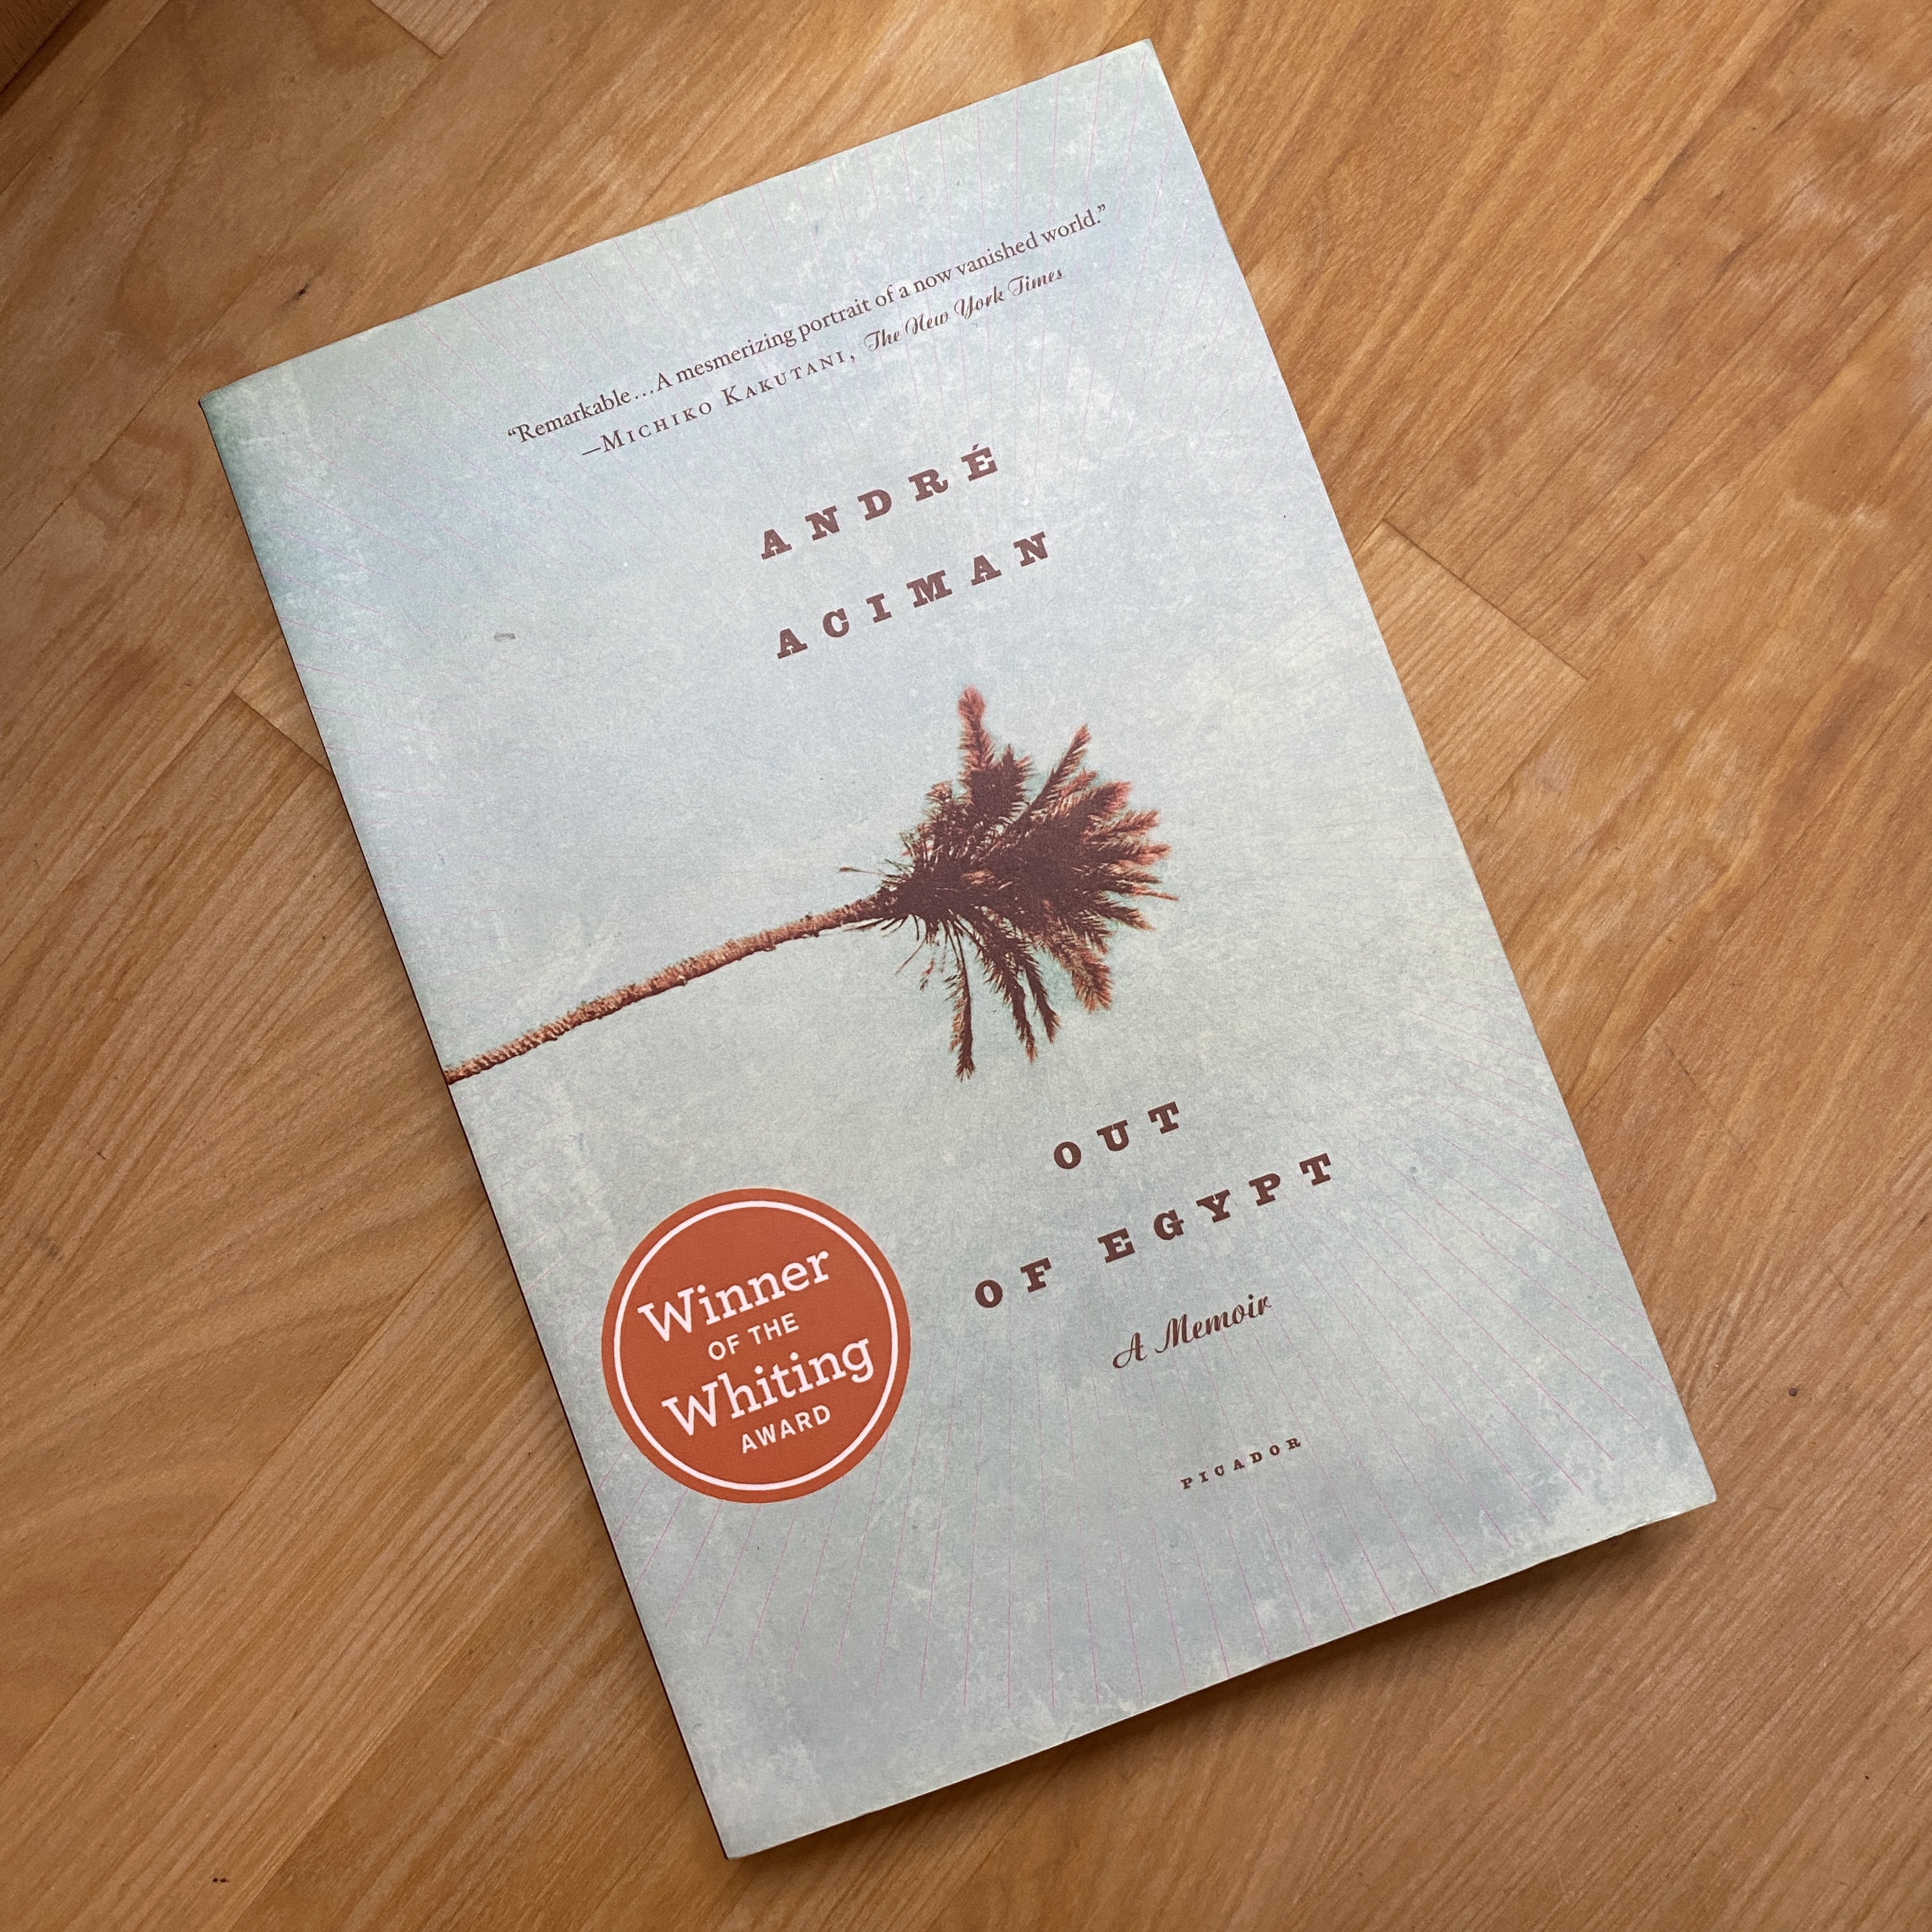 “Remarkable…A mesmerizing portrait of a now vanished world.”
—MICHIKO KAKUTANI, The New York Times
ANDRÉ
ACIMAN
OUT
OF EGYPT
A Memoir
Winner
OF THE
Whiting
AWARD
PICADOR